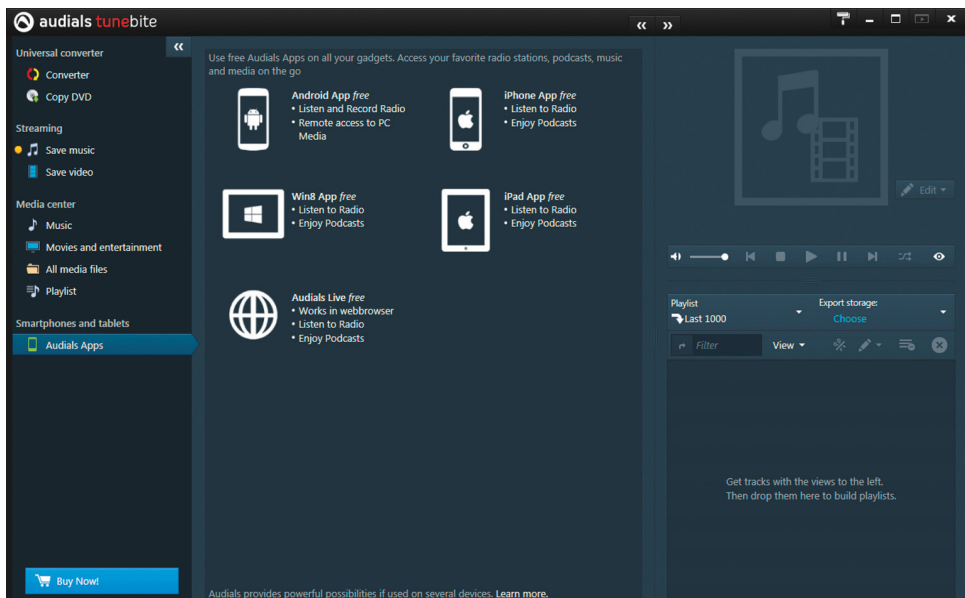 audials tunebite
Universal converter
Converter
Copy DVD
Streaming
Save music
Save video
Media center
Music
Movies and entertainment
All media files
Playlist
Smartphones and tablets
Audials Apps
Buy Now!
Use free Audials Apps on all your gadgets. Access your favorite radio stations, podcasts, music
and media on the go
Android App free
• Listen and Record Radio
• Remote access to PC
Media
iPhone App free
• Listen to Radio
• Enjoy Podcasts
Win8 App free
• Listen to Radio
• Enjoy Podcasts
iPad App free
• Listen to Radio
• Enjoy Podcasts
Audials Live free
• Works in webbrowser
• Listen to Radio
• Enjoy Podcasts
Audials provides powerful possibilities if used on several devices. Learn more.
Edit
Playlist
Last 1000
Export storage:
Choose
Filter
View
Get tracks with the views to the left.
Then drop them here to build playlists.